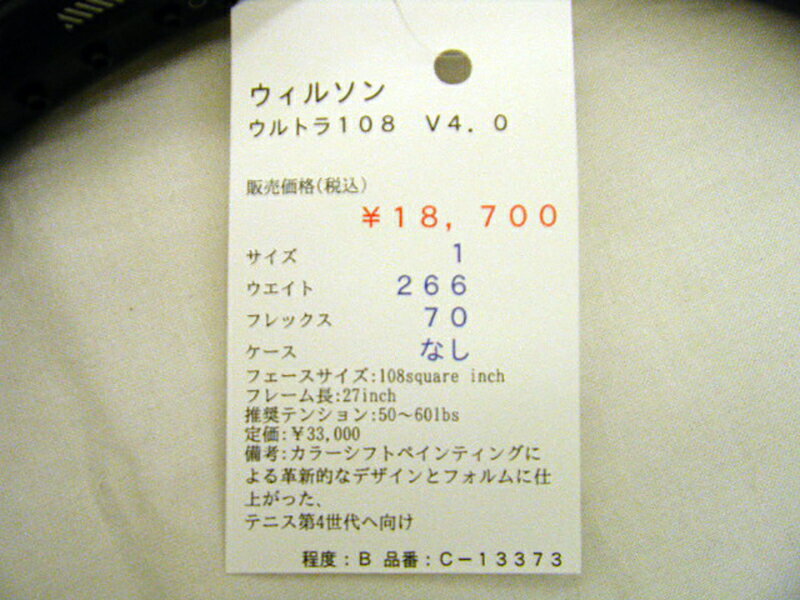 ウィルソン
ウルトラ１０８　Ｖ４．０
販売価格(税込)
￥１８，７００
サイズ　１
ウエイト　２６６
フレックス　７０
ケース　なし
フェースサイズ:108square inch
フレーム長:27inch
推奨テンション:50～60lbs
定価:￥33,000
備考:カラーシフトペインティングに
よる革新的なデザインとフォルムに仕
上がった、
テニス第4世代へ向け
程度：Ｂ 品番：Ｃ－１３３７３